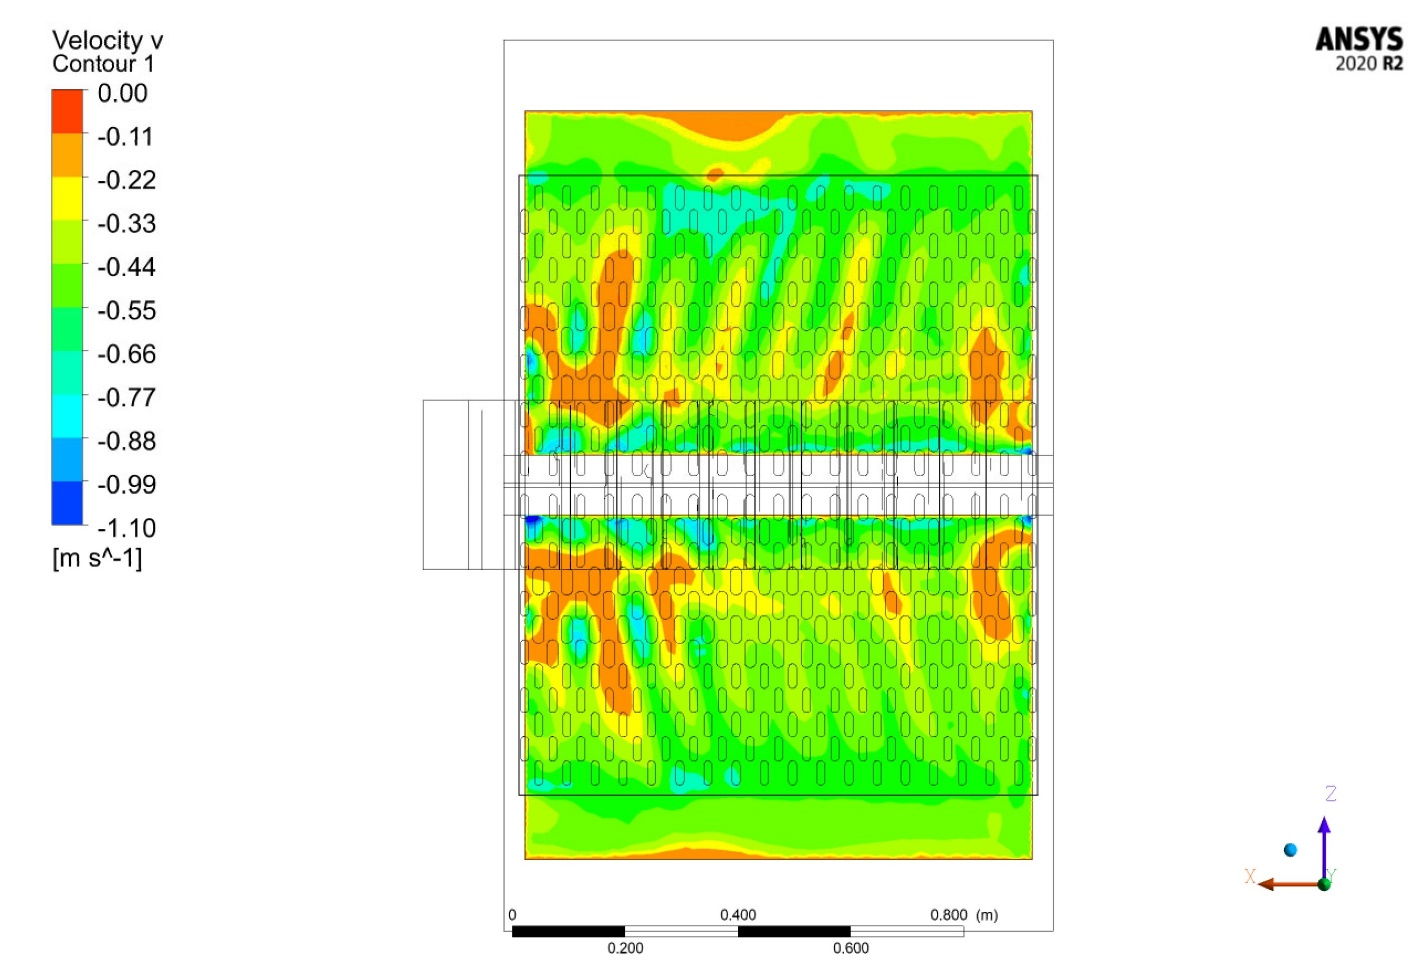 Velocity v
Contour 1
0.00
-0.11
-0.22
-0.33
-0.44
-0.55
-0.66
-0.77
-0.88
-0.99
-1.10
[m s^-1]
ANSYS
2020 R2
Z
X
Y
0 0.400 0.800 (m)
0.200 0.600